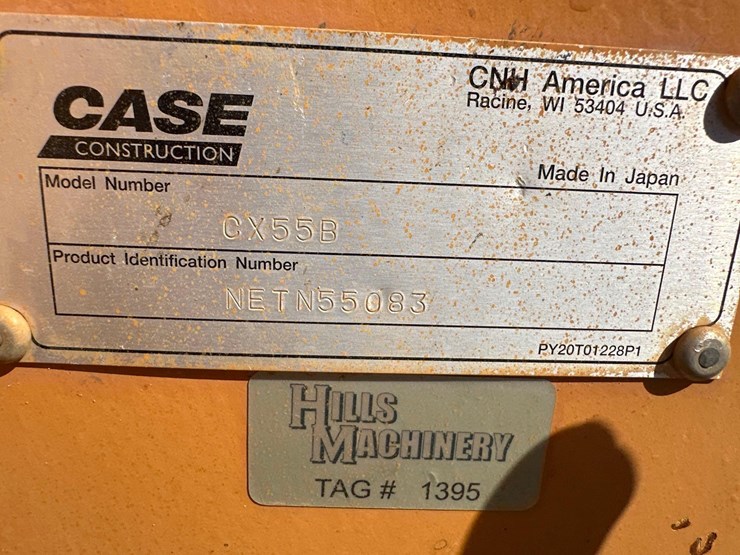 CASE
CONSTRUCTION
CNH America LLC
Racine, WI 53404 U.S.A.
Made In Japan
Model Number
CX55B
Product Identification Number
NETN55083
PY20T01228P1
HILLS
MACHINERY
TAG # 1395